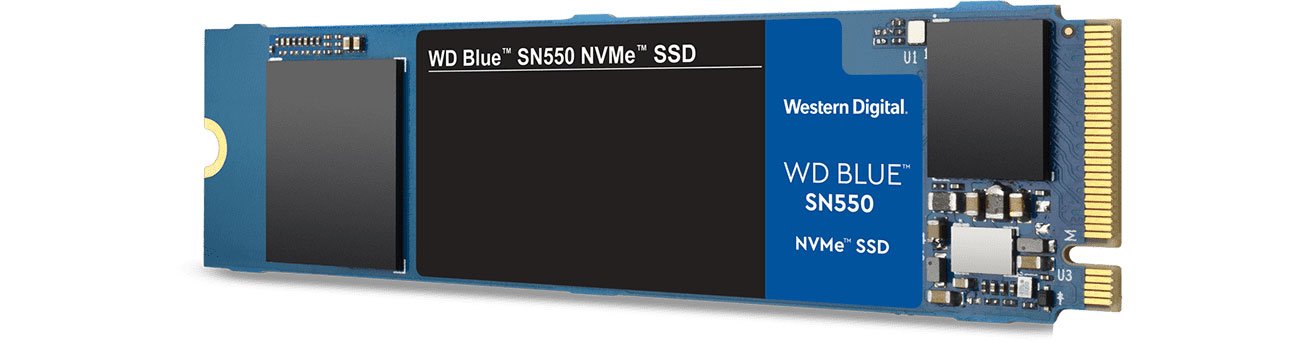 WD Blue™ SN550 NVMe™ SSD
U1
Western Digital.
WD BLUE™
SN550
NVMe™ SSD
M
U3